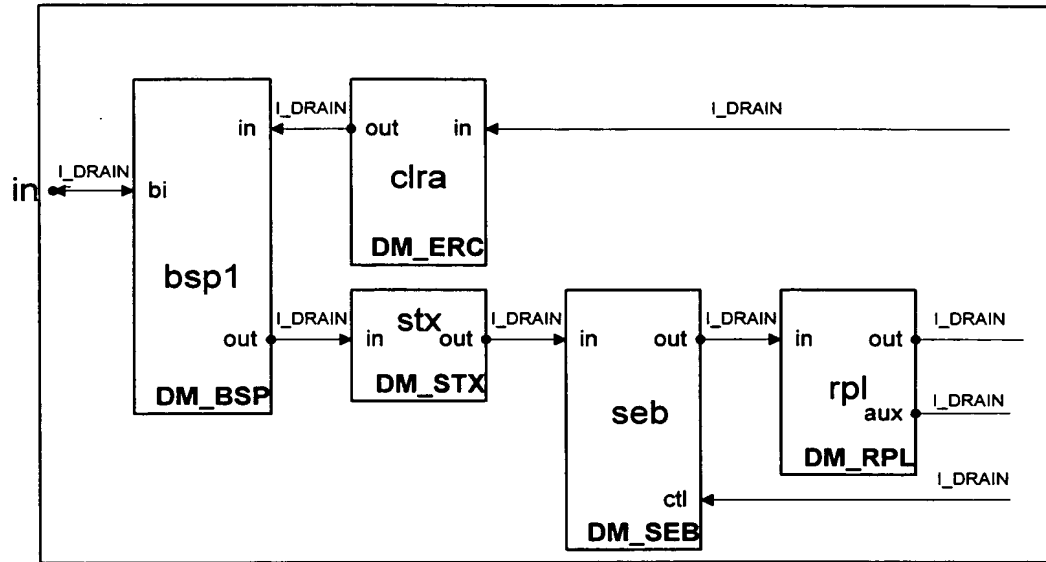 I_DRAIN
I_DRAIN
in
out
in
I_DRAIN
in
bi
clra
DM_ERC
bsp1
I_DRAIN
stx
I_DRAIN
I_DRAIN
I_DRAIN
out
in
out
in
out
in
out
DM_BSP
DM_STX
seb
rpl
aux
I_DRAIN
DM_RPL
I_DRAIN
ctl
DM_SEB